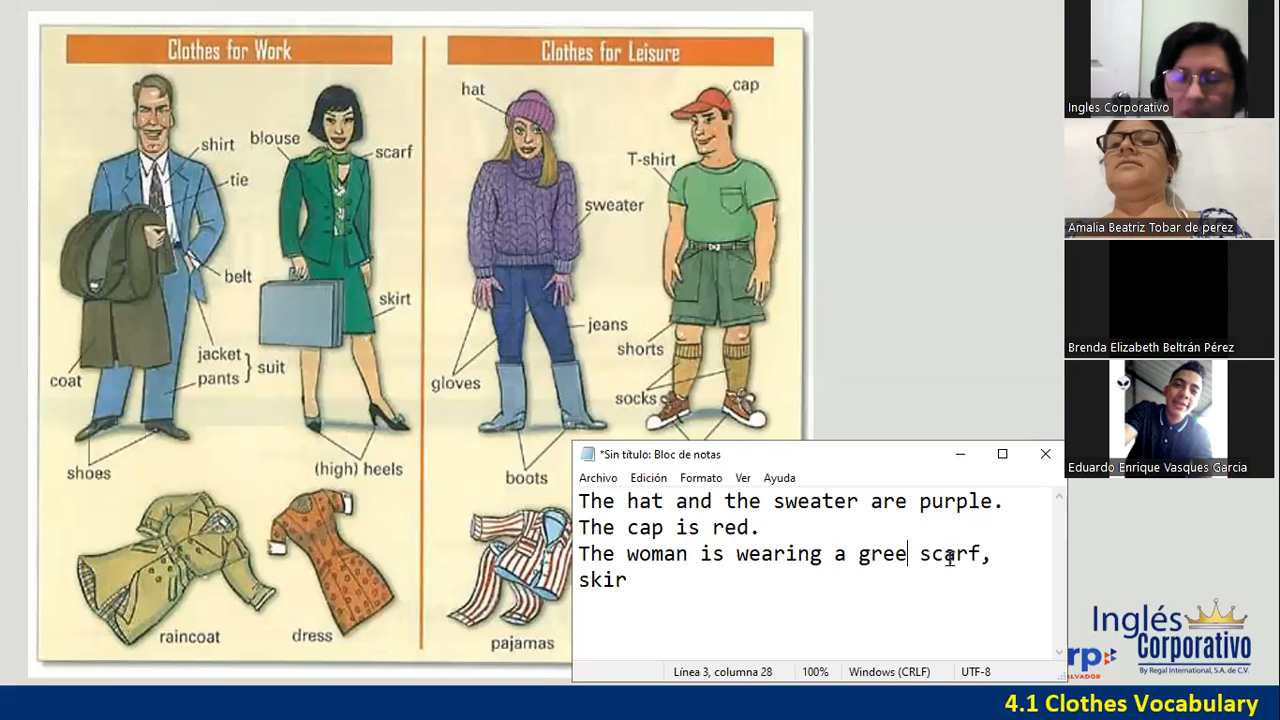 Clothes for Work
Clothes for Leisure
shirt
tie
blouse
scarf
belt
skirt
jacket
pants
suit
coat
shoes
(high) heels
raincoat
dress
hat
cap
T-shirt
sweater
jeans
shorts
gloves
socks
boots
pajamas
*Sin título: Bloc de notas
Archivo Edición Formato Ver Ayuda
The hat and the sweater are purple.
The cap is red.
The woman is wearing a gree scarf,
skir
Línea 3, columna 28 100% Windows (CRLF) UTF-8
Ingles Corporativo
Amalia Beatriz Tobar de perez
Brenda Elizabeth Beltrán Pérez
Eduardo Enrique Vasques Garcia
Inglés
Corporativo
By Regal International, S.A. de C.V.
4.1 Clothes Vocabulary